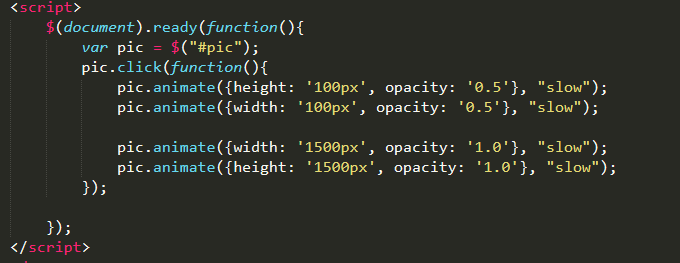 <script>
$(document).ready(function(){
var pic = $("#pic");
pic.click(function(){
pic.animate({height: '100px', opacity: '0.5'}, "slow");
pic.animate({width: '100px', opacity: '0.5'}, "slow");
pic.animate({width: '1500px', opacity: '1.0'}, "slow");
pic.animate({height: '1500px', opacity: '1.0'}, "slow");
});
});
</script>